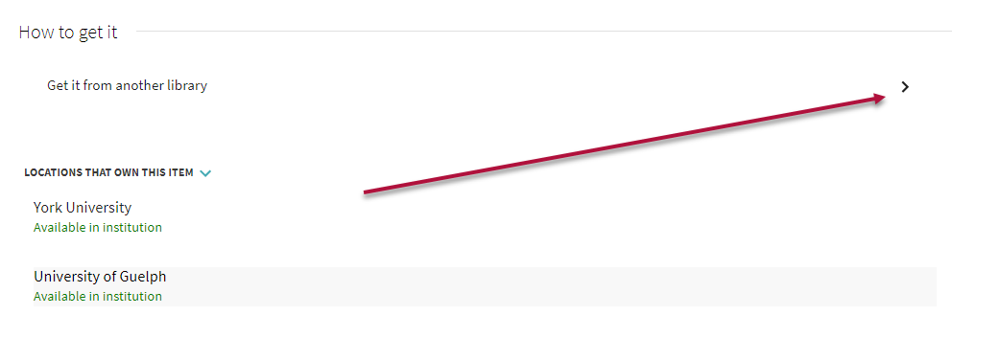 How to get it
Get it from another library
LOCATIONS THAT OWN THIS ITEM
York University
Available in institution
University of Guelph
Available in institution